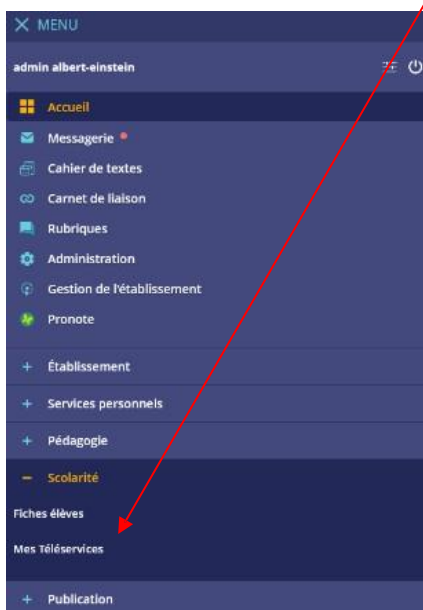 MENU
admin albert-einstein
Accueil
Messagerie
Cahier de textes
Carnet de liaison
Rubriques
Administration
Gestion de l'établissement
Pronote
+ Établissement
+ Services personnels
+ Pédagogie
− Scolarité
Fiches élèves
Mes Téléservices
+ Publication